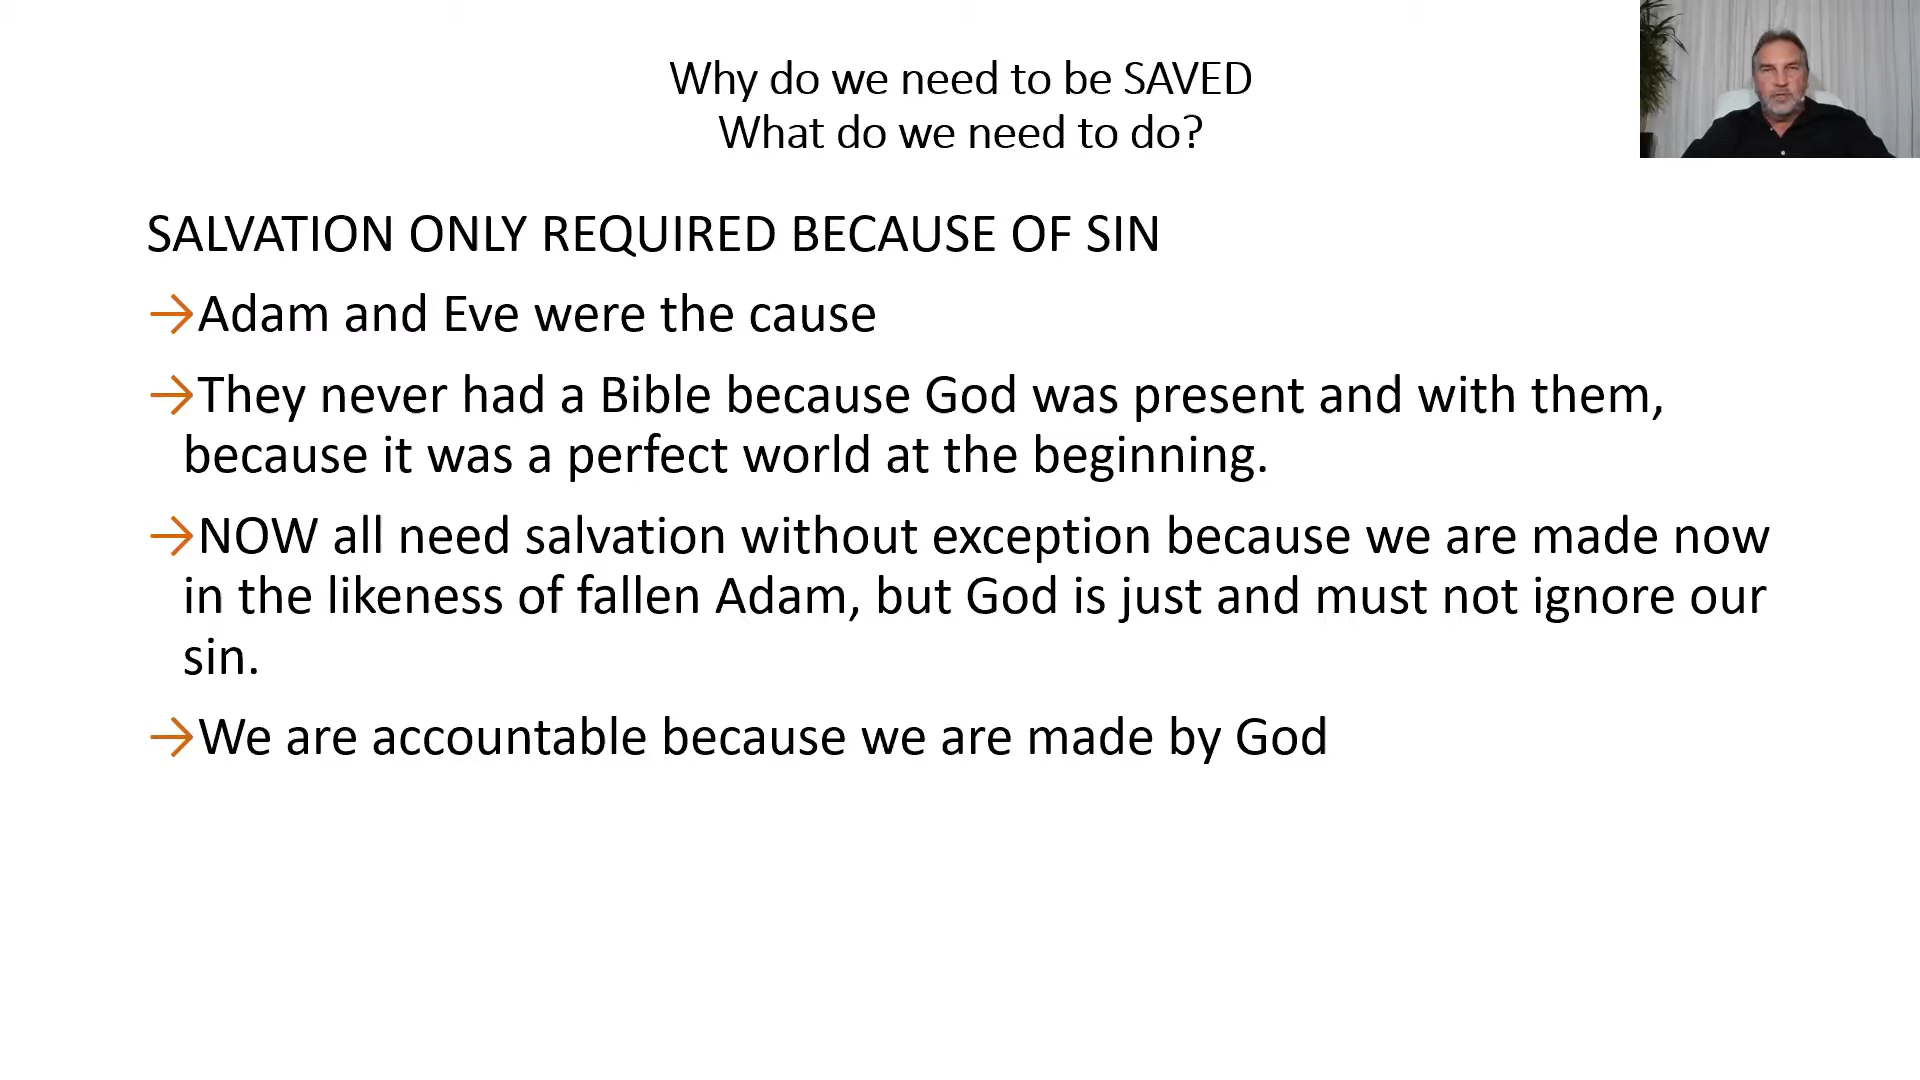 Why do we need to be SAVED
What do we need to do?
SALVATION ONLY REQUIRED BECAUSE OF SIN
→Adam and Eve were the cause
→They never had a Bible because God was present and with them,
because it was a perfect world at the beginning.
→NOW all need salvation without exception because we are made now
in the likeness of fallen Adam, but God is just and must not ignore our
sin.
→We are accountable because we are made by God